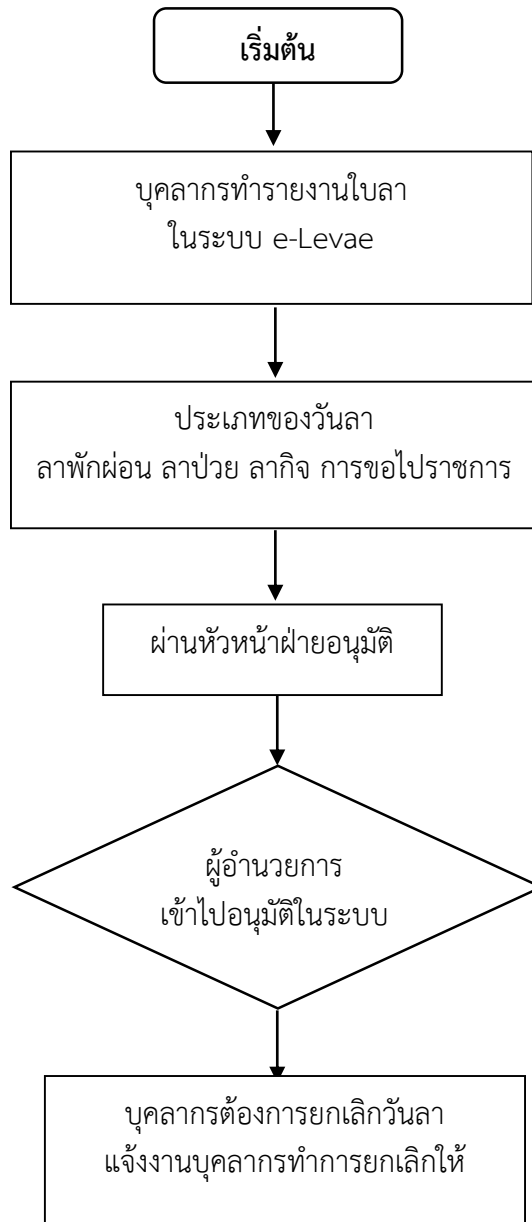 เริ่มต้น
บุคลากรทำรายงานใบลา
ในระบบ e-Levae
ประเภทของวันลา
ลาพักผ่อน ลาป่วย ลากิจ การขอไปราชการ
ผ่านหัวหน้าฝ่ายอนุมัติ
ผู้อำนวยการ
เข้าไปอนุมัติในระบบ
บุคลากรต้องการยกเลิกวันลา
แจ้งงานบุคลากรทำการยกเลิกให้